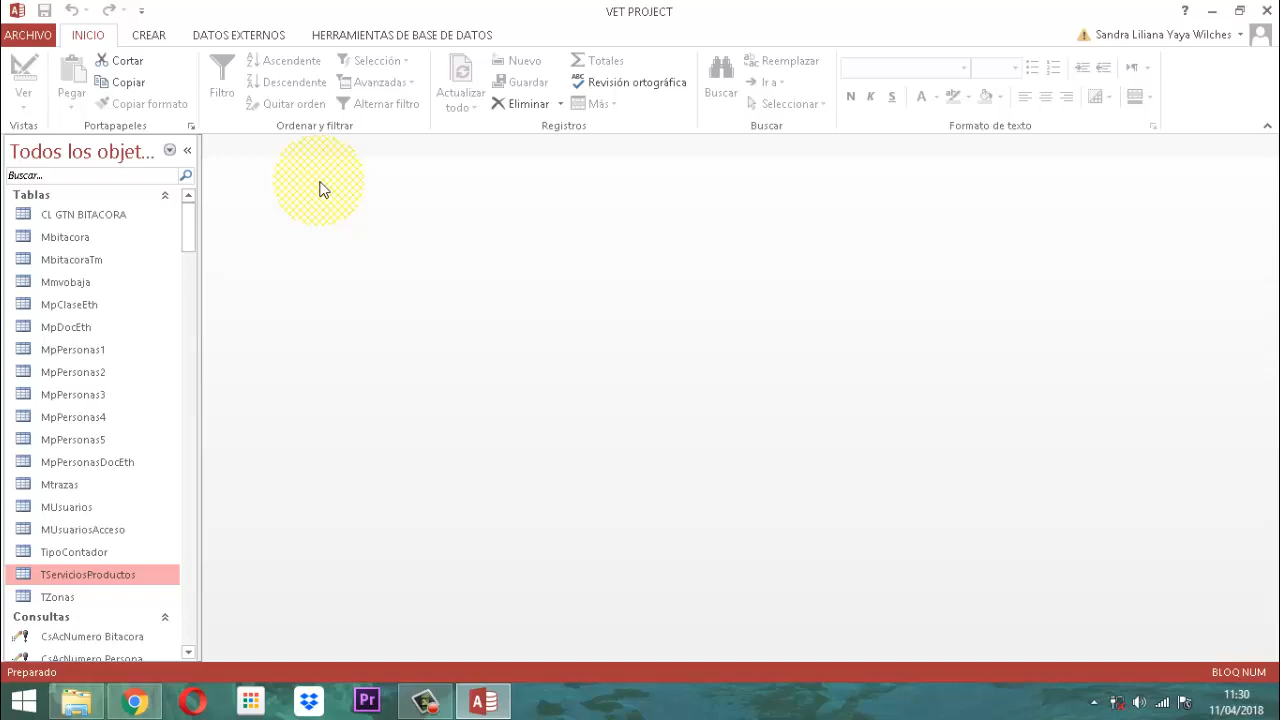 VET PROJECT
?
ARCHIVO INICIO CREAR DATOS EXTERNOS HERRAMIENTAS DE BASE DE DATOS Sandra Liliana Yaya Wilches
Ver
Vistas
Pegar
Cortar
Copiar
Copiar formato
Portapapeles
Filtro
Ascendente
Descendente
Quitar orden
Selección
Avanzadas
Alternar filtro
Ordenar y filtrar
Actualizar
todo
Nuevo
Guardar
Eliminar
Totales
Revisión ortográfica
Más
Registros
Buscar
Reemplazar
Ir a
Seleccionar
Buscar
N K S A
Formato de texto
Todos los objet...
Buscar...
Tablas
CL GTN BITACORA
Mbitacora
MbitacoraTm
Mmvobaja
MpClaseEth
MpDocEth
MpPersonas1
MpPersonas2
MpPersonas3
MpPersonas4
MpPersonas5
MpPersonasDocEth
Mtrazas
MUsuarios
MUsuariosAcceso
TipoContador
TServiciosProductos
TZonas
Consultas
CsAcNumero Bitacora
CsAcNumero Persona
Preparado BLOQ NUM
Pr
11:30
11/04/2018